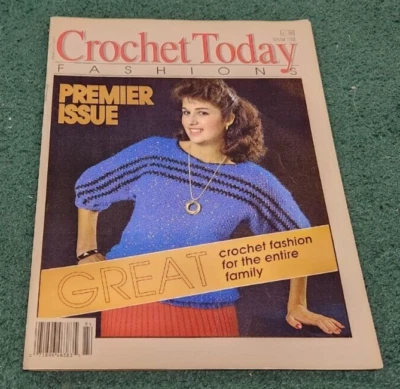 Crochet Today
FASHIONS
PREMIER
ISSUE
GREAT
crochet fashion
for the entire
family